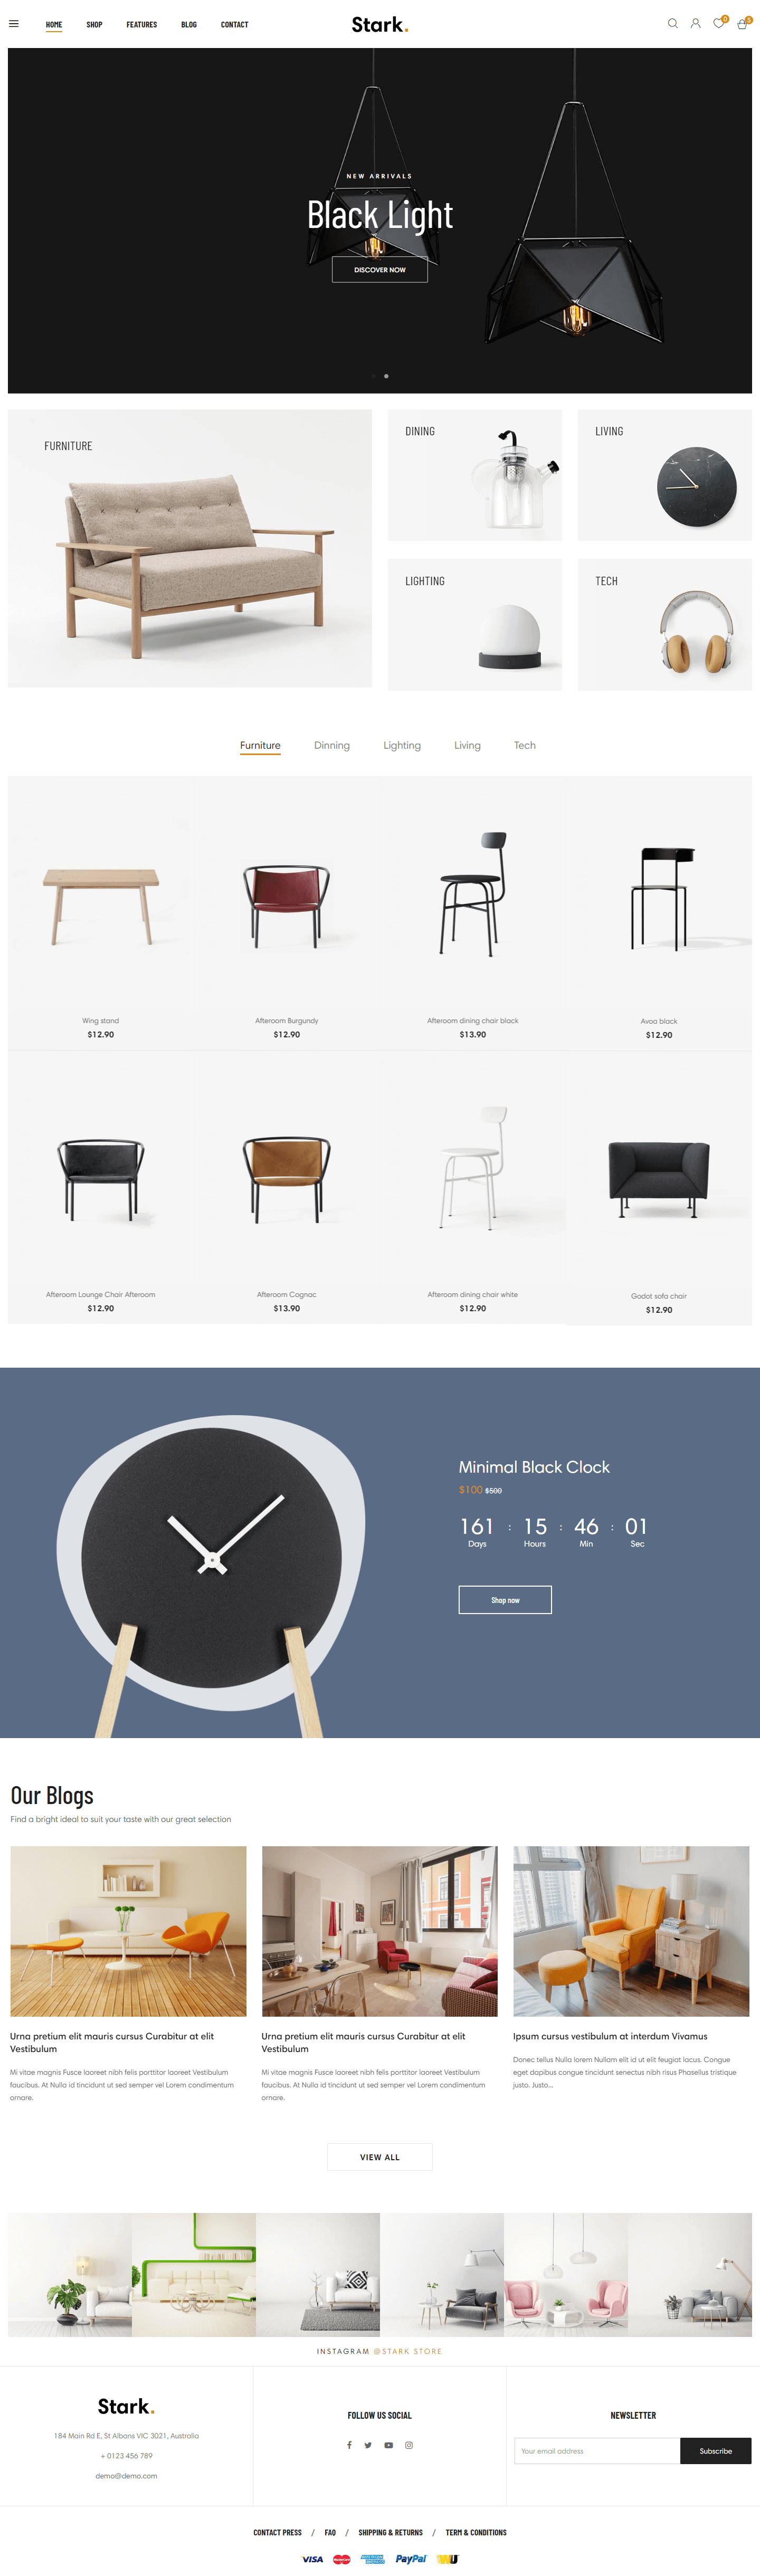 HOME SHOP FEATURES BLOG CONTACT
Stark.
0
5
NEW ARRIVALS
Black Light
DISCOVER NOW
FURNITURE
DINING
LIVING
LIGHTING
TECH
Furniture Dinning Lighting Living Tech
Wing stand
$12.90
Afteroom Burgundy
$12.90
Afteroom dining chair black
$13.90
Avoa black
$12.90
Afteroom Lounge Chair Afteroom
$12.90
Afteroom Cognac
$13.90
Afteroom dining chair white
$12.90
Godot sofa chair
$12.90
Minimal Black Clock
$100 $500
161 : 15 : 46 : 01
Days Hours Min Sec
Shop now
Our Blogs
Find a bright ideal to suit your taste with our great selection
Urna pretium elit mauris cursus Curabitur at elit
Vestibulum
Mi vitae magnis Fusce laoreet nibh felis porttitor laoreet Vestibulum
faucibus. At Nulla id tincidunt ut sed semper vel Lorem condimentum
ornare.
Urna pretium elit mauris cursus Curabitur at elit
Vestibulum
Mi vitae magnis Fusce laoreet nibh felis porttitor laoreet Vestibulum
faucibus. At Nulla id tincidunt ut sed semper vel Lorem condimentum
ornare.
Ipsum cursus vestibulum at interdum Vivamus
Donec tellus Nulla lorem Nullam elit id ut elit feugiat lacus. Congue
eget dapibus congue tincidunt senectus nibh risus Phasellus tristique
justo. Justo...
VIEW ALL
INSTAGRAM @STARK STORE
Stark.
184 Main Rd E, St Albans VIC 3021, Australia
+ 0123 456 789
demo@demo.com
FOLLOW US SOCIAL
NEWSLETTER
Your email address
Subscribe
CONTACT PRESS / FAQ / SHIPPING & RETURNS / TERM & CONDITIONS
VISA
PayPal
WU